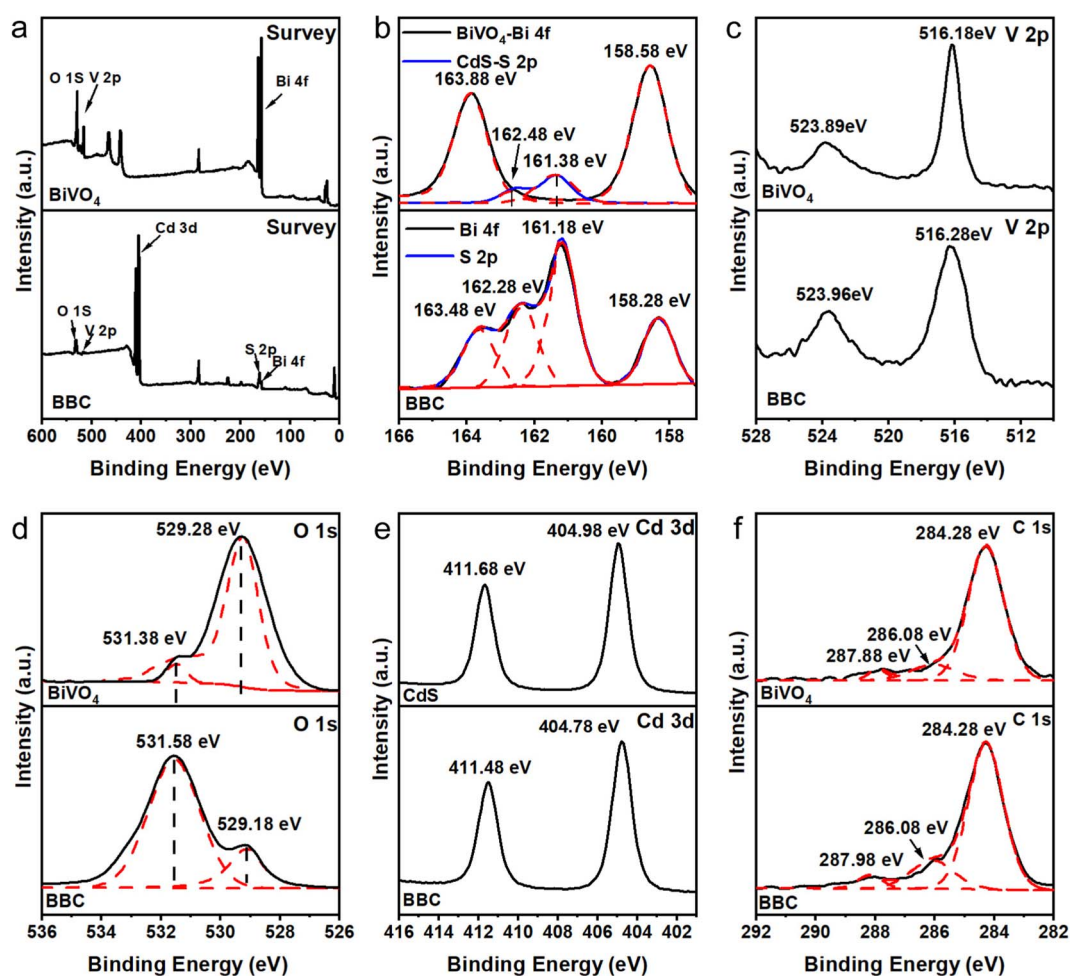 a
Survey
O 1S V 2p
Bi 4f
BiVO4
Survey
Cd 3d
O 1S
V 2p
S 2p
Bi 4f
BBC
600 500 400 300 200 100 0
Binding Energy (eV)
Intensity (a.u.)
b
BiVO4-Bi 4f
CdS-S 2p
163.88 eV
158.58 eV
162.48 eV
161.38 eV
Bi 4f
S 2p
161.18 eV
162.28 eV
163.48 eV
158.28 eV
BBC
166 164 162 160 158
Binding Energy (eV)
Intensity (a.u.)
c
516.18 eV
V 2p
523.89eV
BiVO4
516.28eV
V 2p
523.96eV
BBC
528 524 520 516 512
Binding Energy (eV)
Intensity (a.u.)
d
529.28 eV
O 1s
531.38 eV
BiVO4
O 1s
531.58 eV
529.18 eV
BBC
536 534 532 530 528 526
Binding Energy (eV)
Intensity (a.u.)
e
404.98 eV
Cd 3d
411.68 eV
CdS
404.78 eV
Cd 3d
411.48 eV
BBC
416 414 412 410 408 406 404 402
Binding Energy (eV)
Intensity (a.u.)
f
284.28 eV
C 1s
286.08 eV
287.88 eV
BiVO4
C 1s
284.28 eV
286.08 eV
287.98 eV
BBC
292 290 288 286 284 282
Binding Energy (eV)
Intensity (a.u.)